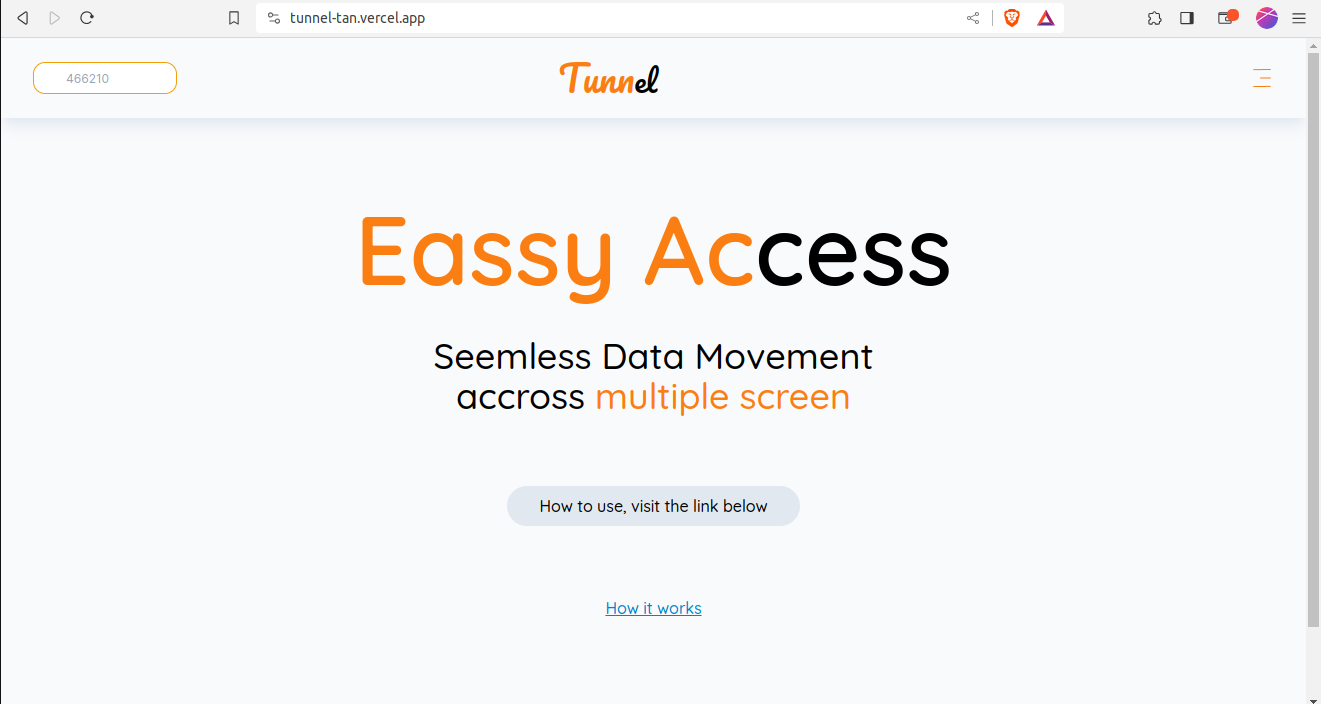 tunnel-tan.vercel.app
466210
Tunnel
Eassy Access
Seemless Data Movement
accross multiple screen
How to use, visit the link below
How it works